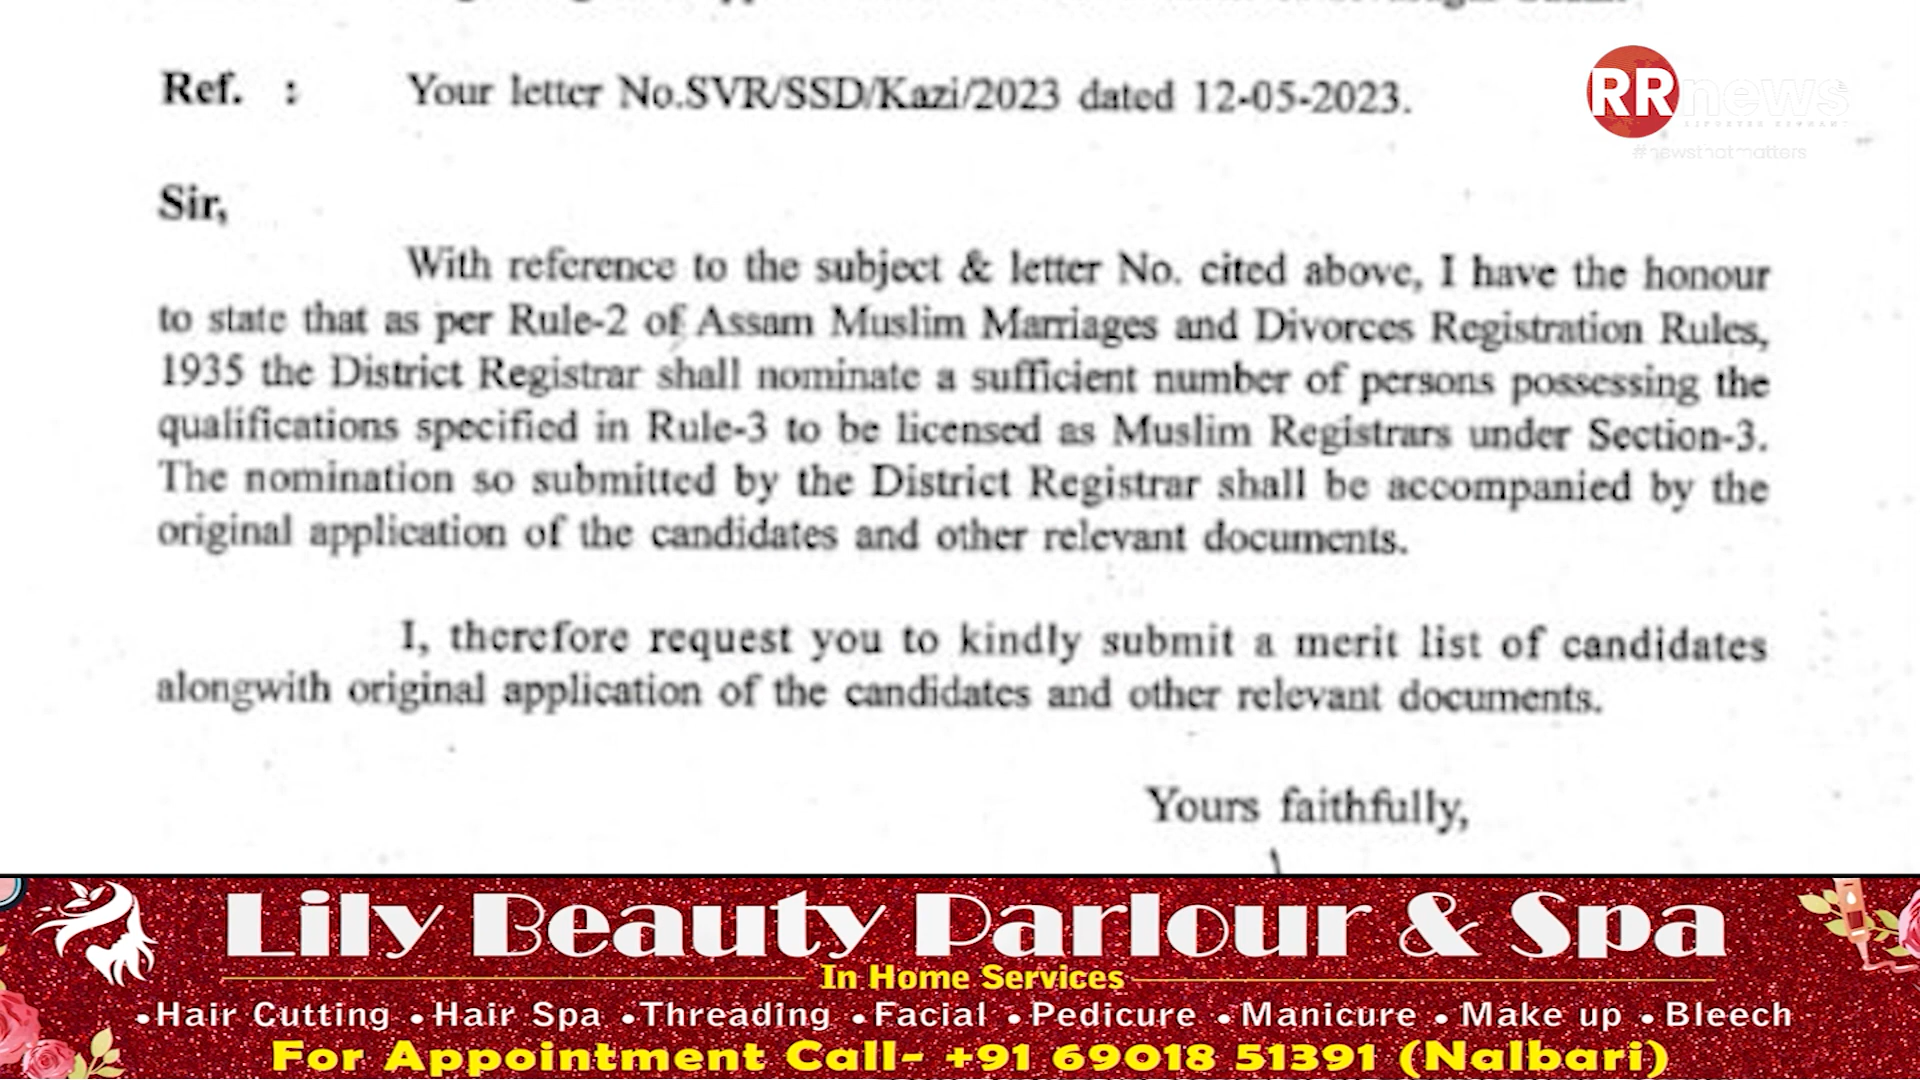 Ref. : Your letter No.SVR/SSD/Kazi/2023 dated 12-05-2023.
RRnews
#newsthatmatters
Sir,
With reference to the subject & letter No. cited above, I have the honour
to state that as per Rule-2 of Assam Muslim Marriages and Divorces Registration Rules,
1935 the District Registrar shall nominate a sufficient number of persons possessing the
qualifications specified in Rule-3 to be licensed as Muslim Registrars under Section-3.
The nomination so submitted by the District Registrar shall be accompanied by the
original application of the candidates and other relevant documents.
I, therefore request you to kindly submit a merit list of candidates
alongwith original application of the candidates and other relevant documents.
Yours faithfully,
Lily Beauty Parlour & Spa
In Home Services
•Hair Cutting •Hair Spa •Threading •Facial •Pedicure •Manicure •Make up •Bleech
For Appointment Call- +91 69018 51391 (Nalbari)